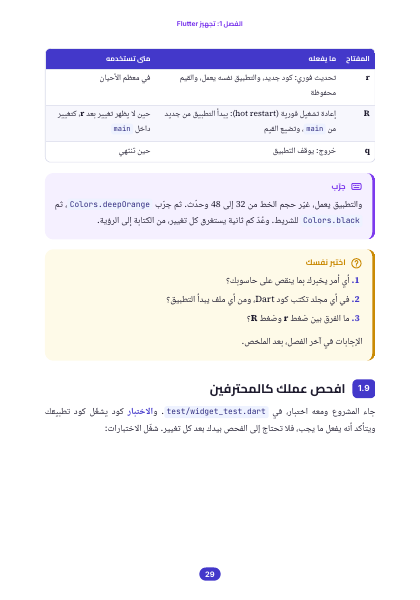 الفصل 1: تجهيز Flutter
المفتاح ما يفعله متى تستخدمه
r تحديث فوري: كود جديد، والتطبيق نفسه يعمل، والقيم محفوظة في معظم الأحيان
R إعادة تشغيل فورية (hot restart): يبدأ التطبيق من جديد من main، وتضيع القيم حين لا يظهر تغيير بعد r، كتغيير داخل main
q خروج: يوقف التطبيق حين تنتهي
جرّب
والتطبيق يعمل، غيّر حجم الخط من 32 إلى 48 وحدّث. ثم جرّب Colors.deepOrange، ثم
Colors.black للشريط. وعُدّ كم ثانية يستغرق كل تغيير، من الكتابة إلى الرؤية.
اختبر نفسك
1. أي أمر يخبرك بما ينقص على حاسوبك؟
2. في أي مجلد تكتب كود Dart، ومن أي ملف يبدأ التطبيق؟
3. ما الفرق بين ضغط r وضغط R؟
الإجابات في آخر الفصل، بعد الملخص.
1.9 افحص عملك كالمحترفين
جاء المشروع ومعه اختبار، في test/widget_test.dart. والاختبار كود يشغّل كود تطبيقك
ويتأكد أنه يفعل ما يجب، فلا تحتاج إلى الفحص بيدك بعد كل تغيير. شغّل الاختبارات:
29